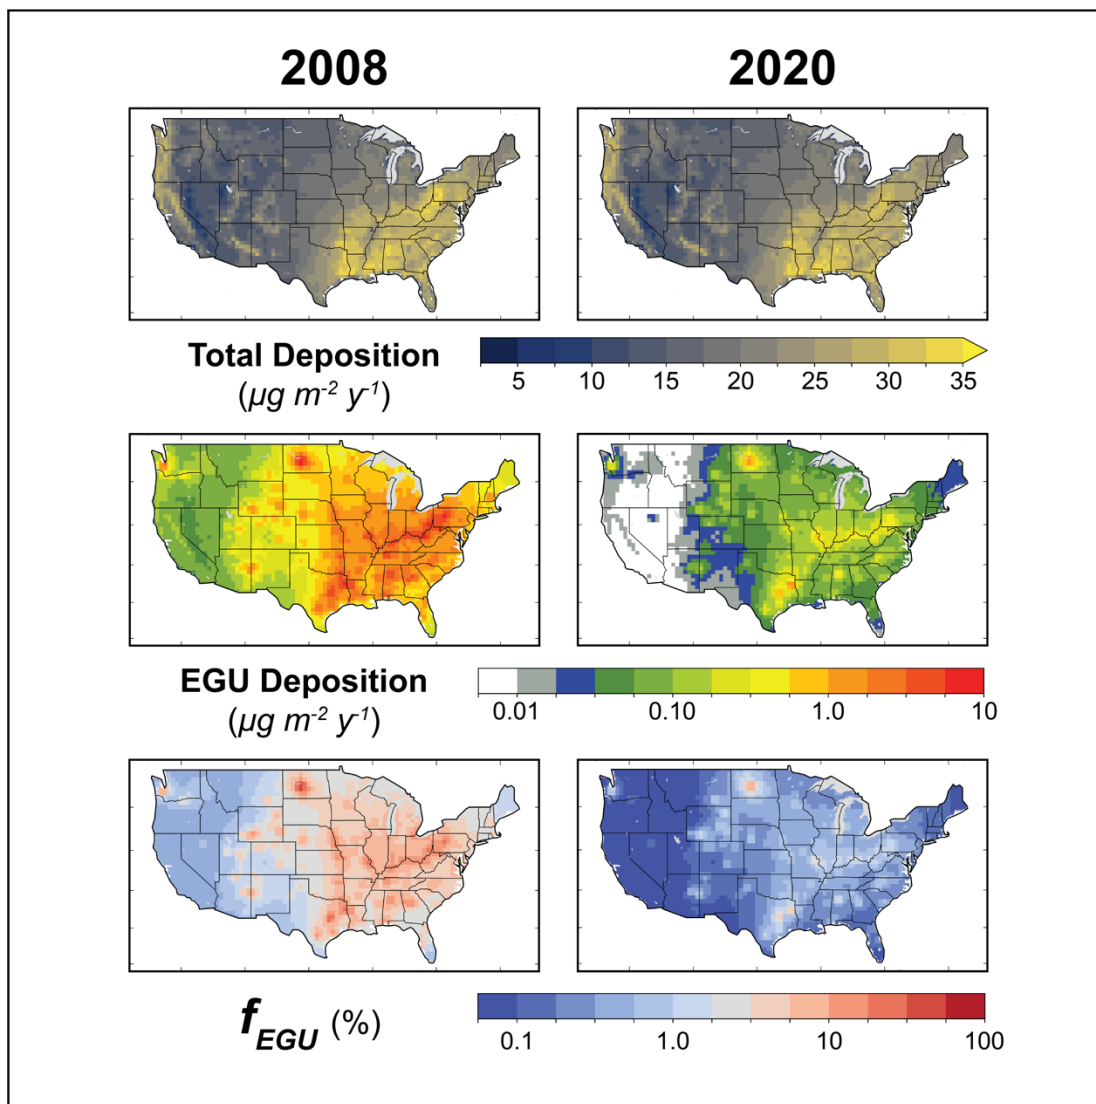 2008 2020
Total Deposition
(µg m⁻² y⁻¹)
5 10 15 20 25 30 35
EGU Deposition
(µg m⁻² y⁻¹)
0.01 0.10 1.0 10
f_EGU (%)
0.1 1.0 10 100